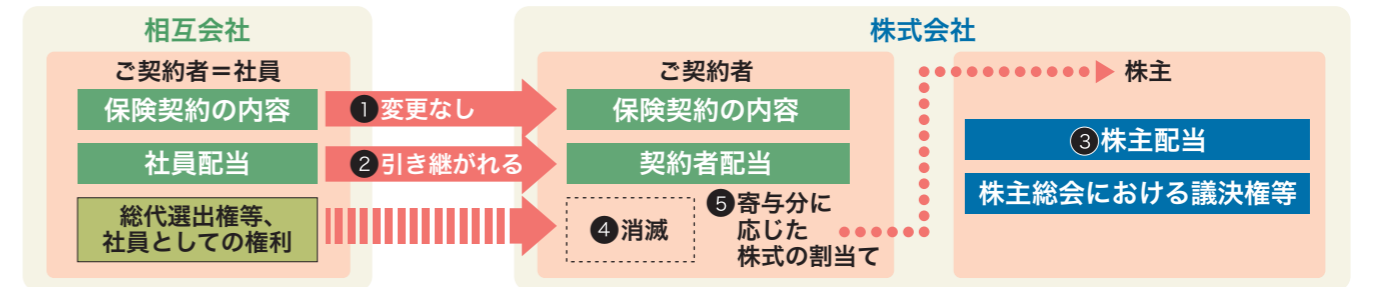 相互会社
ご契約者＝社員
保険契約の内容
社員配当
総代選出権等、
社員としての権利
❶変更なし
❷引き継がれる
株式会社
ご契約者
保険契約の内容
契約者配当
❹消滅
❺寄与分に
応じた
株式の割当て
株主
❸株主配当
株主総会における議決権等